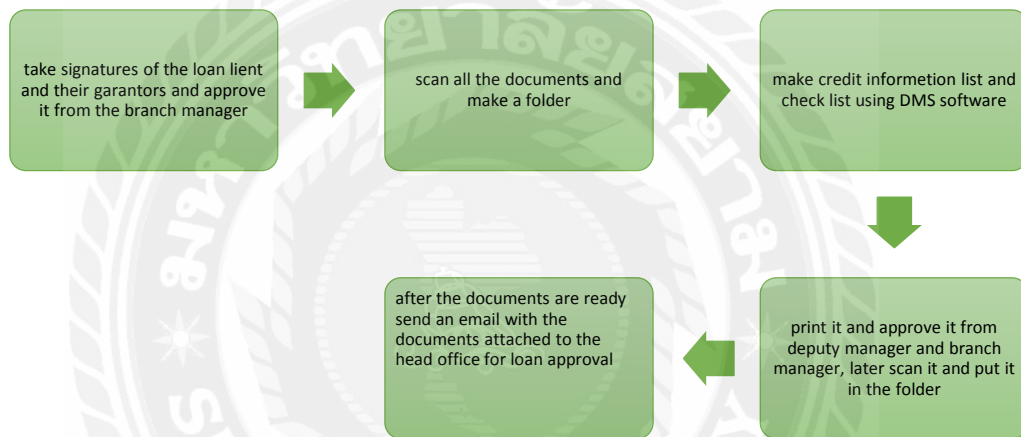 take signatures of the loan lient
and their garantors and approve
it from the branch manager
scan all the documents and
make a folder
make credit informetion list and
check list using DMS software
print it and approve it from
deputy manager and branch
manager, later scan it and put it
in the folder
after the documents are ready
send an email with the
documents attached to the
head office for loan approval